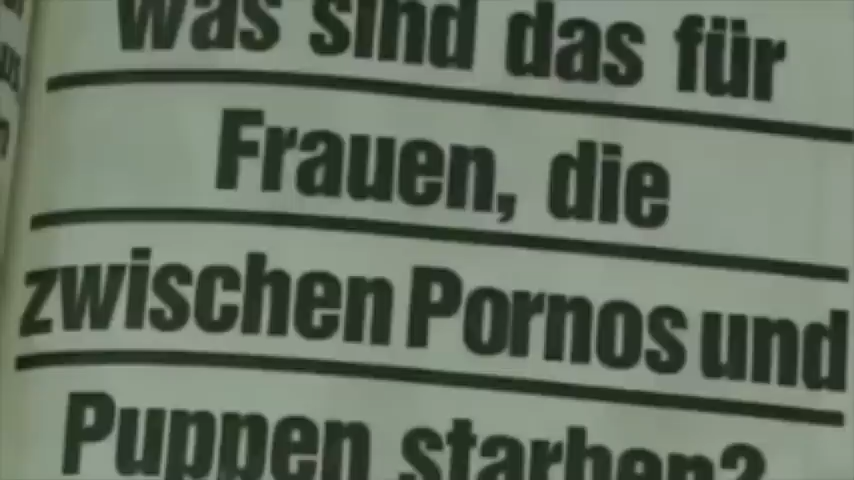 Was sind das für
Frauen, die
zwischen Pornos und
Puppen starben?